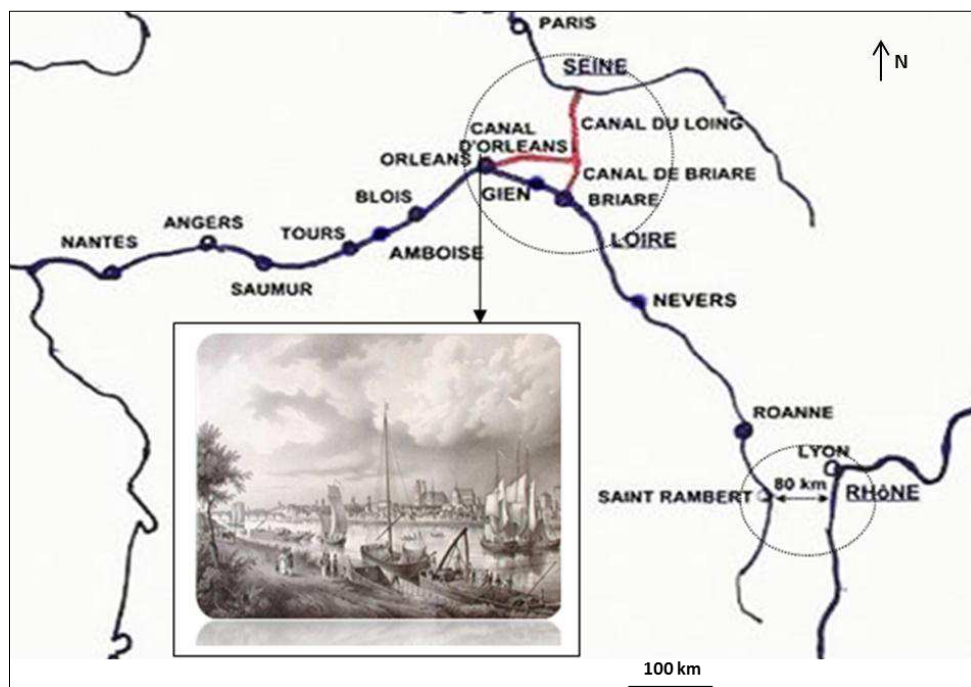 PARIS
N
SEINE
CANAL DU LOING
CANAL
D'ORLEANS
ORLEANS
CANAL DE BRIARE
GIEN
BRIARE
BLOIS
LOIRE
ANGERS
TOURS
AMBOISE
NANTES
SAUMUR
NEVERS
ROANNE
LYON
80 km
SAINT RAMBERT
RHôNE
100 km